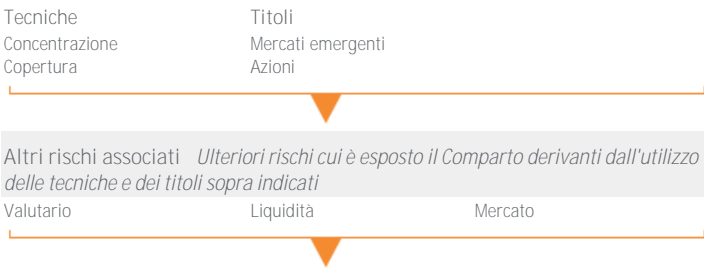 Tecniche Titoli
Concentrazione Mercati emergenti
Copertura Azioni
Altri rischi associati Ulteriori rischi cui è esposto il Comparto derivanti dall'utilizzo
delle tecniche e dei titoli sopra indicati
Valutario Liquidità Mercato